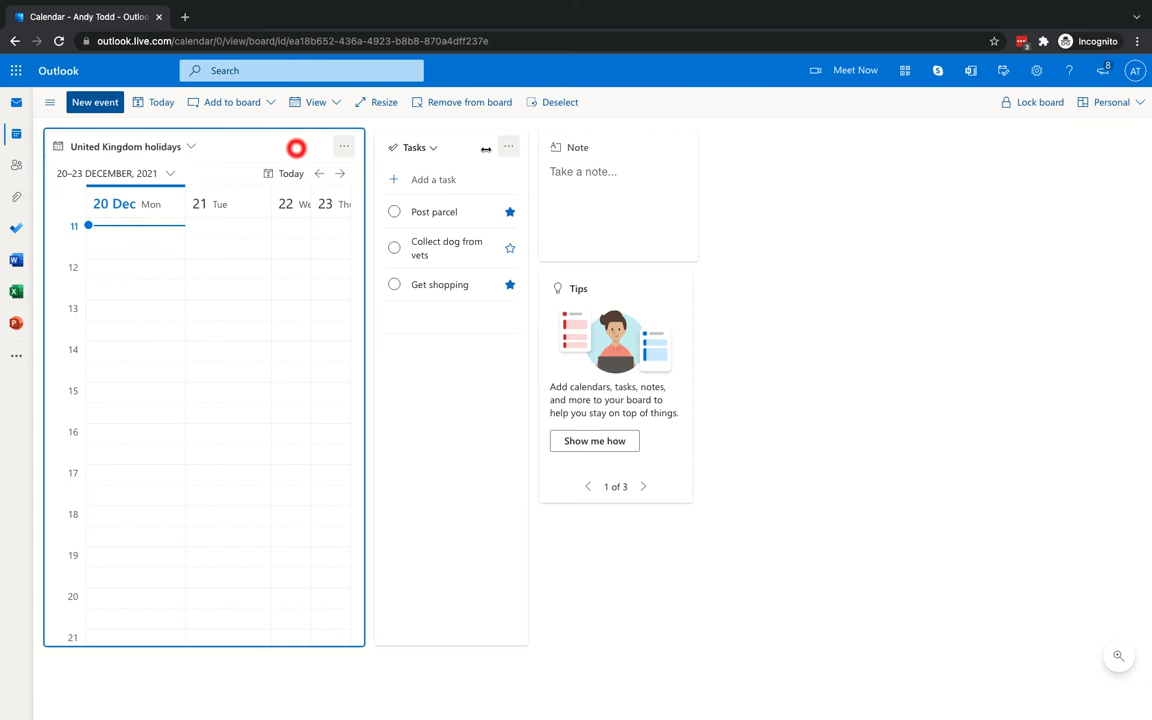 Calendar - Andy Todd - Outloo
outlook.live.com/calendar/0/view/board/id/ea18b652-436a-4923-b8b8-870a4dff237e
3
Incognito
Outlook
Search
Meet Now
8
AT
New event
Today
Add to board
View
Resize
Remove from board
Deselect
Lock board
Personal
United Kingdom holidays
20–23 DECEMBER, 2021
Today
20 Dec Mon
21 Tue
22 We
23 Th
11
12
13
14
15
16
17
18
19
20
21
Tasks
Add a task
Post parcel
Collect dog from
vets
Get shopping
Note
Take a note...
Tips
Add calendars, tasks, notes,
and more to your board to
help you stay on top of things.
Show me how
1 of 3